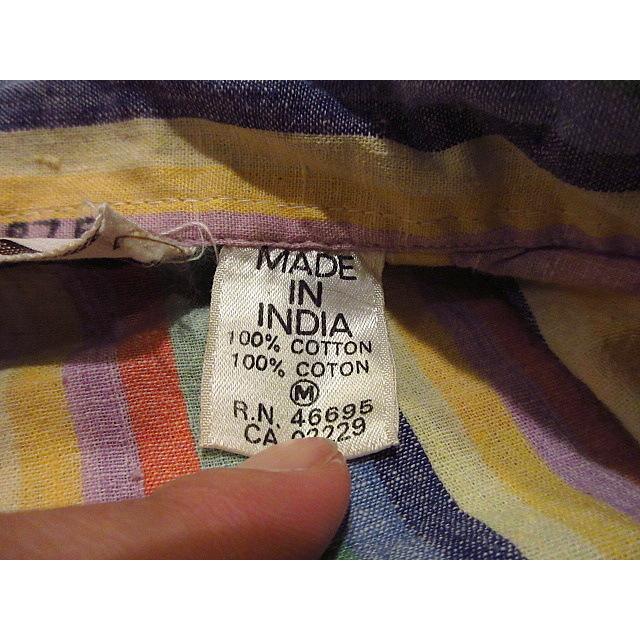 MADE
IN
INDIA
100% COTTON
100% COTON
M
R.N. 46695
CA 02229